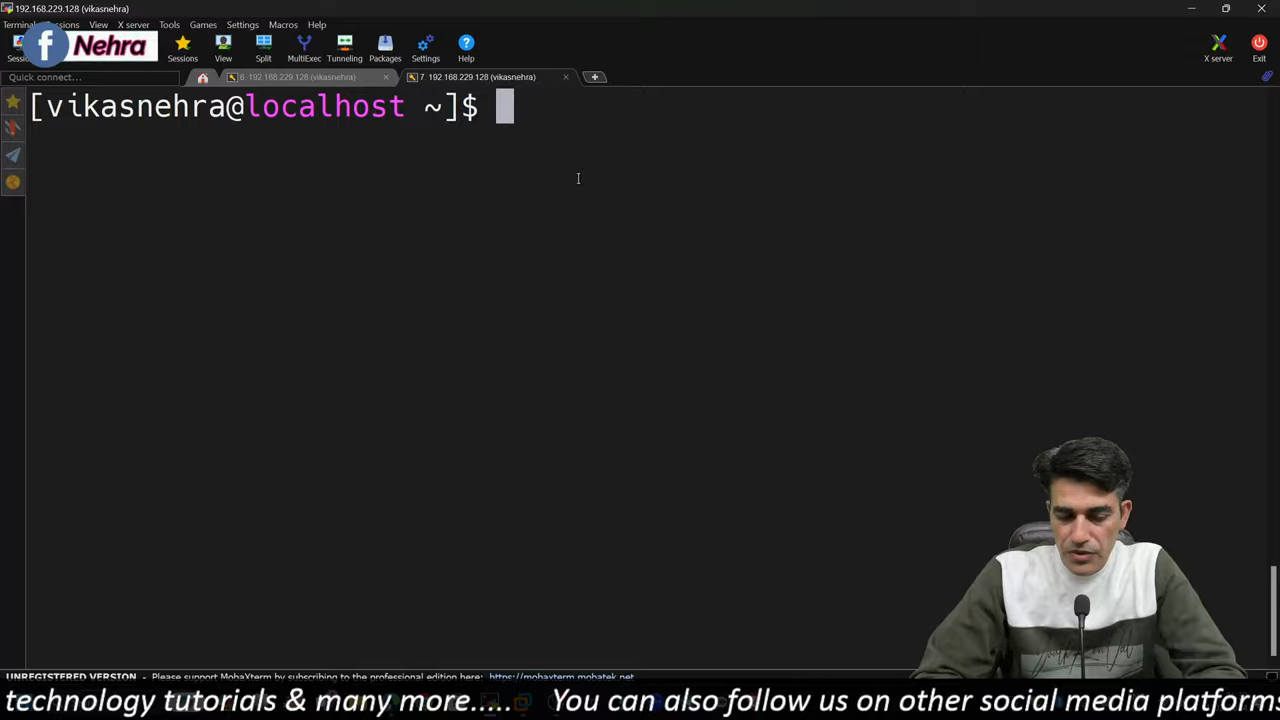 192.168.229.128 (vikasnehra)
Terminal Sessions View X server Tools Games Settings Macros Help
Nehra Sessions View Split MultiExec Tunneling Packages Settings Help X server Exit
Quick connect... 6. 192.168.229.128 (vikasnehra) 7. 192.168.229.128 (vikasnehra)
[vikasnehra@localhost ~]$
UNREGISTERED VERSION - Please support MobaXterm by subscribing to the professional edition here: https://mobaxterm.mobatek.net
technology tutorials & many more..... You can also follow us on other social media platforms